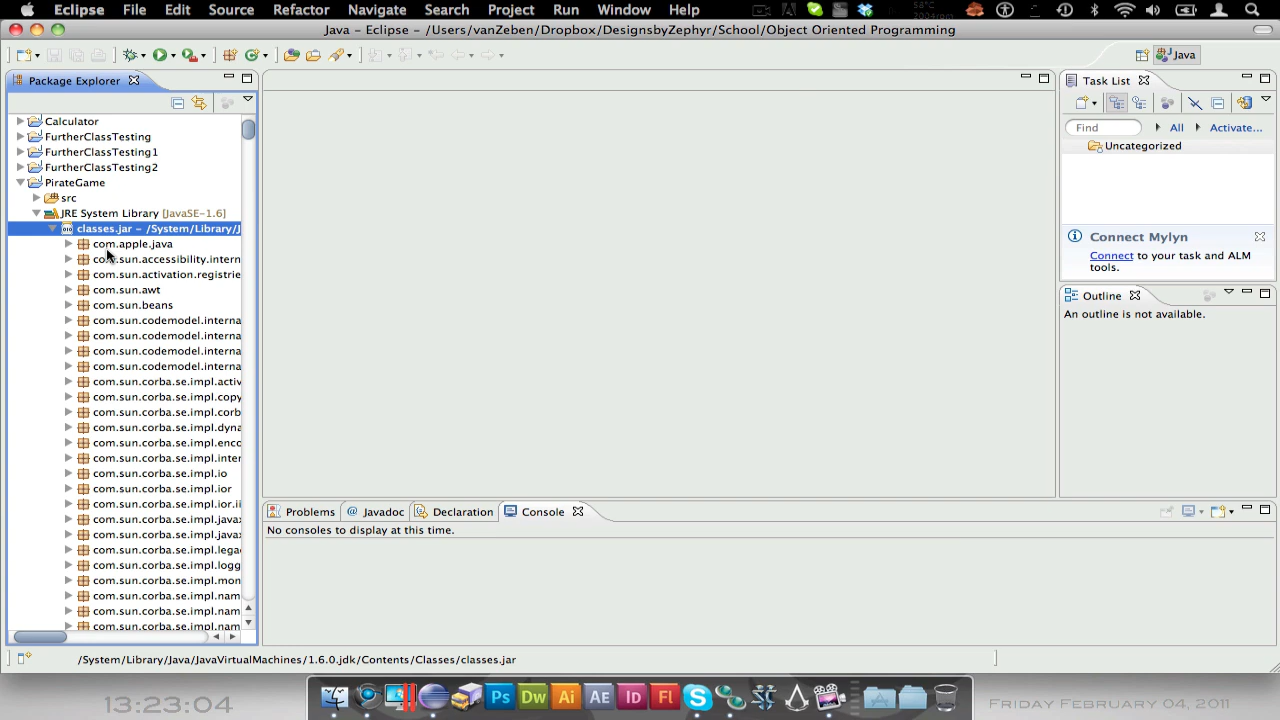 Eclipse File Edit Source Refactor Navigate Search Project Run Window Help
Java - Eclipse - /Users/vanZeben/Dropbox/DesignsbyZephyr/School/Object Oriented Programming
Java
Package Explorer
Calculator
FurtherClassTesting
FurtherClassTesting1
FurtherClassTesting2
PirateGame
src
JRE System Library [JavaSE-1.6]
classes.jar - /System/Library/J
com.apple.java
com.sun.accessibility.intern
com.sun.activation.registrie
com.sun.awt
com.sun.beans
com.sun.codemodel.interna
com.sun.codemodel.interna
com.sun.codemodel.interna
com.sun.codemodel.interna
com.sun.corba.se.impl.activ
com.sun.corba.se.impl.copy
com.sun.corba.se.impl.corb
com.sun.corba.se.impl.dyna
com.sun.corba.se.impl.enco
com.sun.corba.se.impl.inter
com.sun.corba.se.impl.io
com.sun.corba.se.impl.ior
com.sun.corba.se.impl.ior.ii
com.sun.corba.se.impl.javax
com.sun.corba.se.impl.javax
com.sun.corba.se.impl.lega
com.sun.corba.se.impl.logg
com.sun.corba.se.impl.mon
com.sun.corba.se.impl.nam
com.sun.corba.se.impl.nam
com.sun.corba.se.impl.nam
Task List
Find All Activate...
Uncategorized
Connect Mylyn
Connect to your task and ALM
tools.
Outline
An outline is not available.
Problems @ Javadoc Declaration Console
No consoles to display at this time.
/System/Library/Java/JavaVirtualMachines/1.6.0.jdk/Contents/Classes/classes.jar
Ps Dw Ai AE Id Fl
13:23:04
FRIDAY FEBRUARY 04, 2011